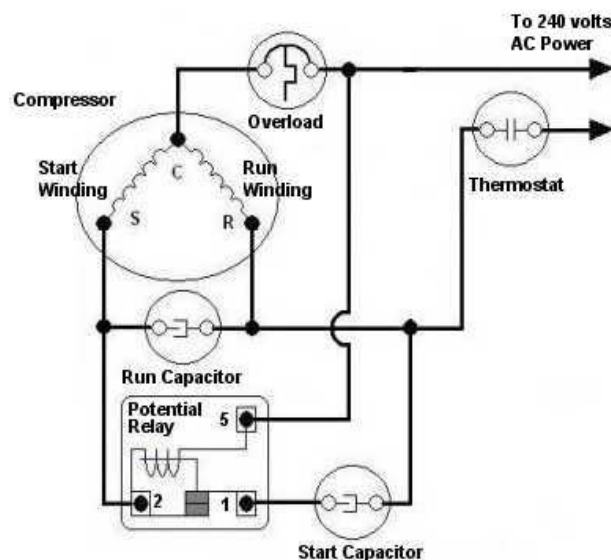 To 240 volts
AC Power
Compressor
Overload
Start
Winding
Run
Winding
C
S
R
Thermostat
Run Capacitor
Potential
Relay
5
2
1
Start Capacitor